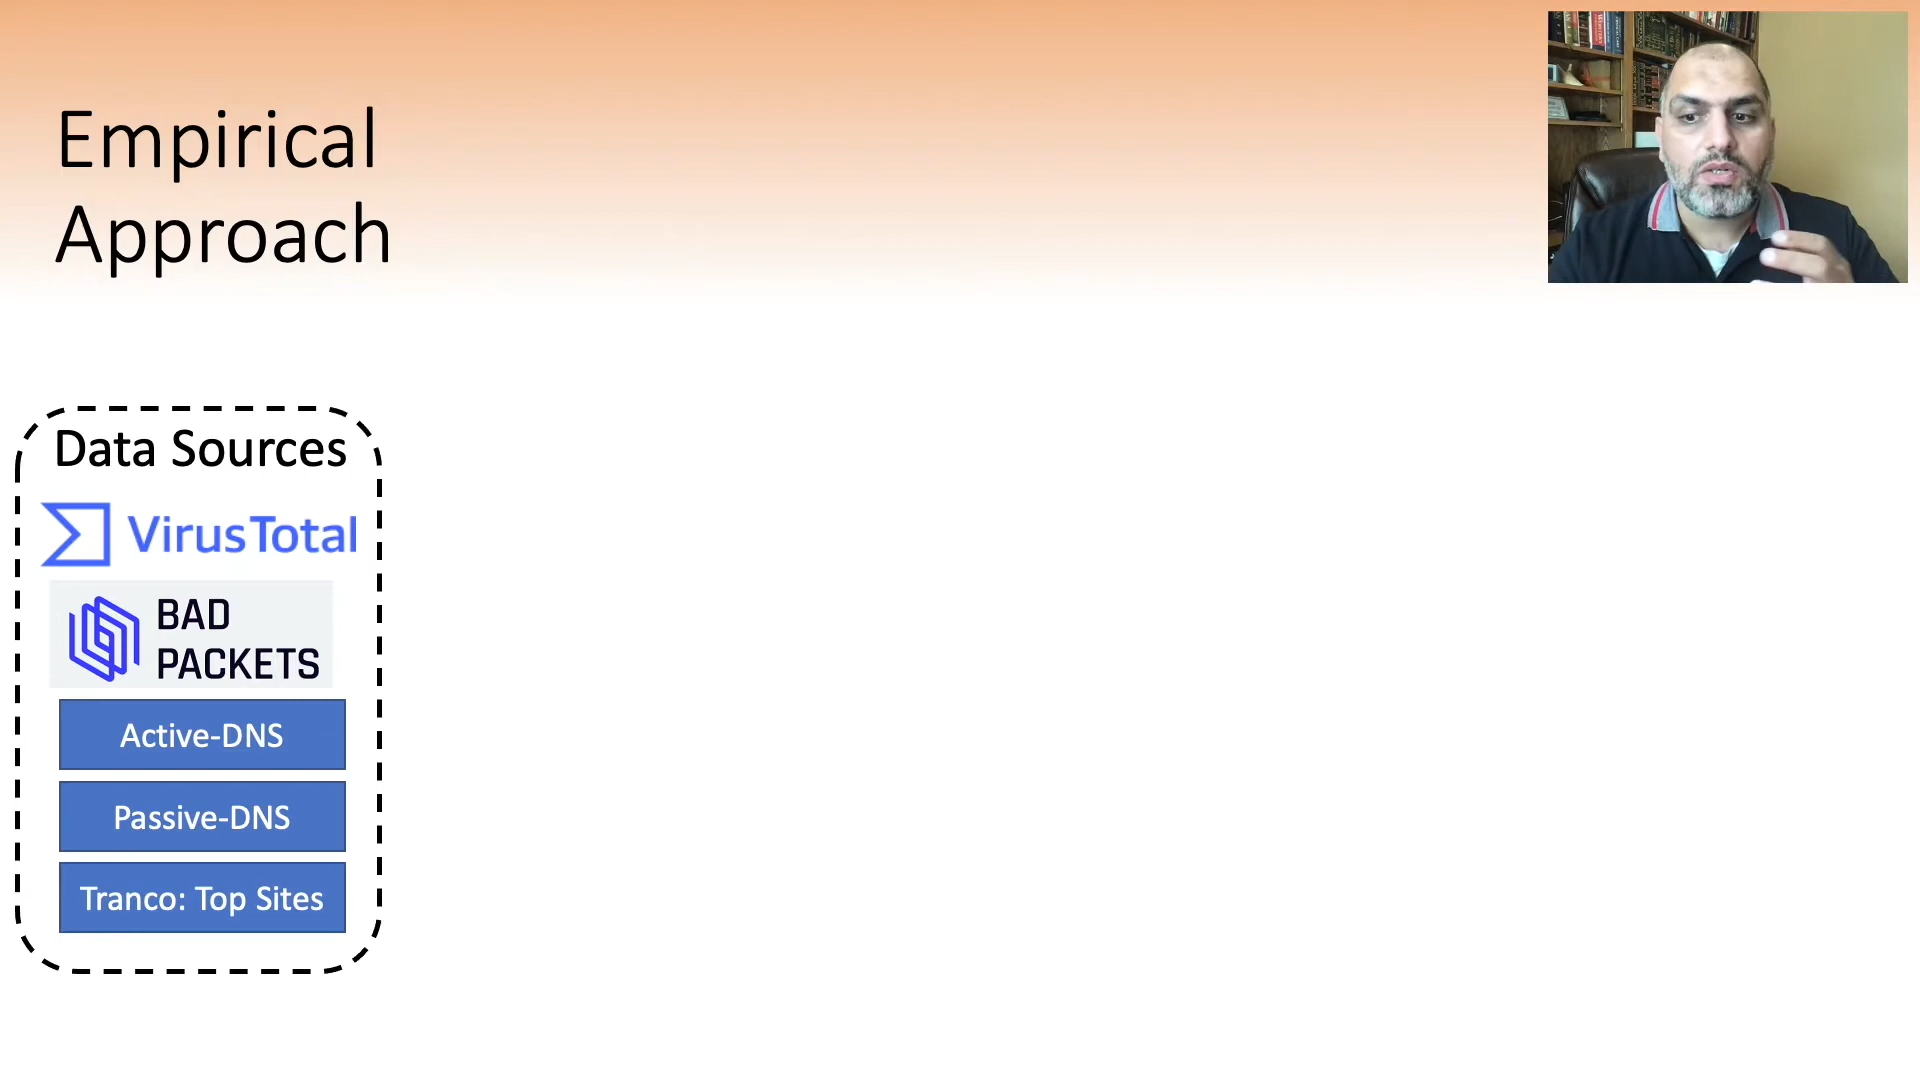 Empirical
Approach
Data Sources
VirusTotal
BAD
PACKETS
Active-DNS
Passive-DNS
Tranco: Top Sites